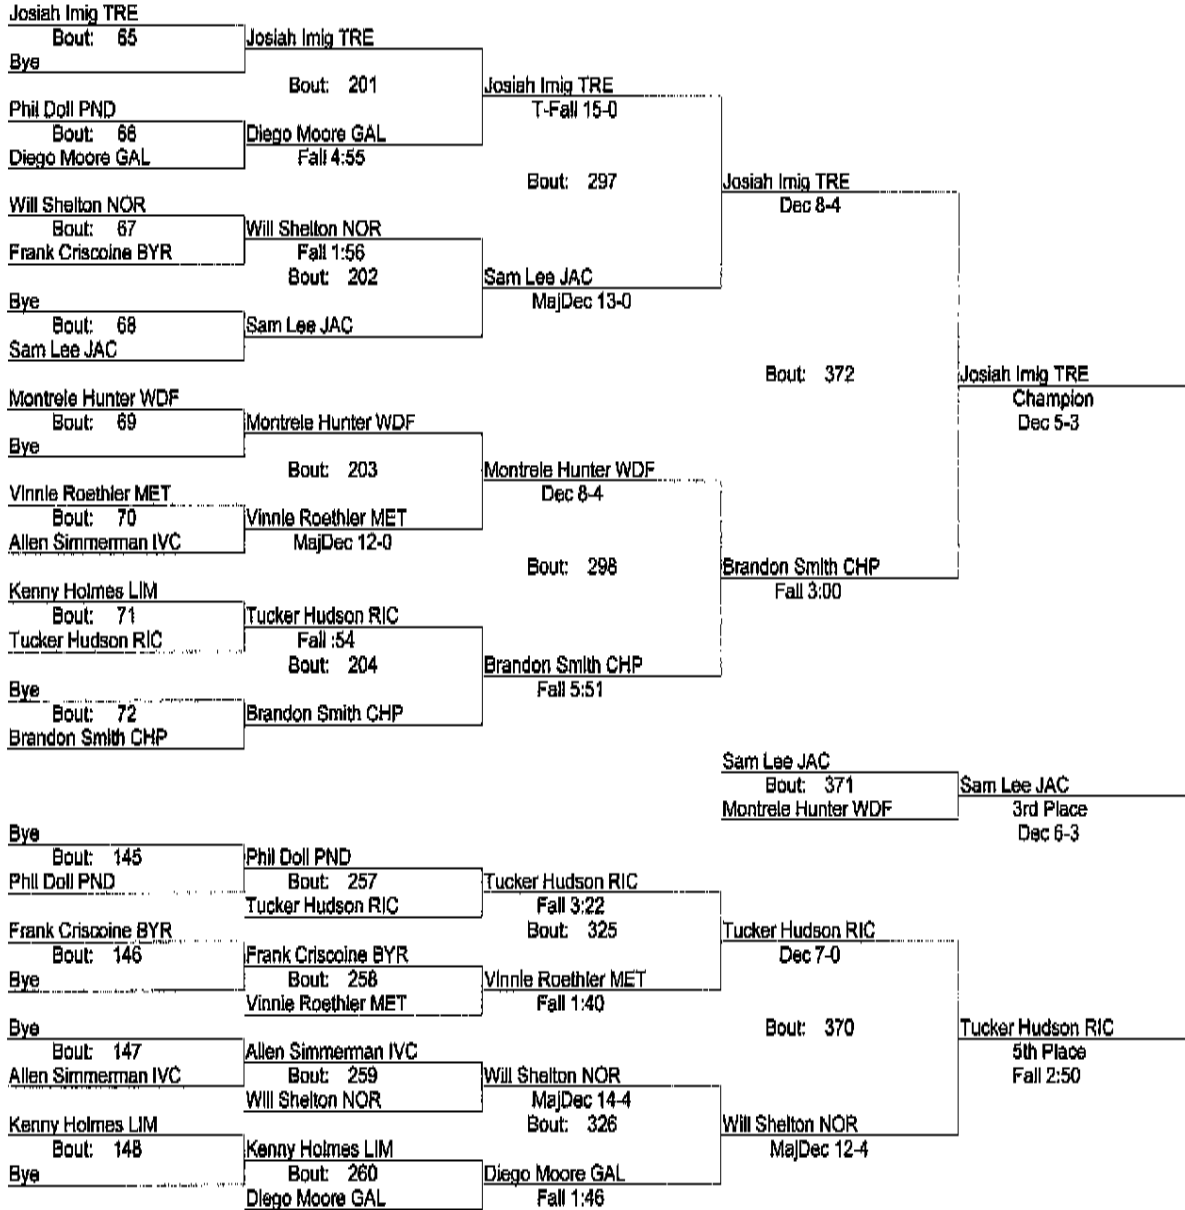 Josiah Imig TRE
Bout: 65
Bye
Josiah Imig TRE
Bout: 201
Phil Doll PND
Bout: 66
Diego Moore GAL
Diego Moore GAL
Fall 4:55
Josiah Imig TRE
T-Fall 15-0
Bout: 297
Will Shelton NOR
Bout: 67
Frank Criscoine BYR
Will Shelton NOR
Fall 1:56
Bout: 202
Bye
Bout: 68
Sam Lee JAC
Sam Lee JAC
Sam Lee JAC
MajDec 13-0
Josiah Imig TRE
Dec 8-4
Bout: 372
Josiah Imig TRE
Champion
Dec 5-3
Montrele Hunter WDF
Bout: 69
Bye
Montrele Hunter WDF
Bout: 203
Vinnie Roethler MET
Bout: 70
Allen Simmerman IVC
Vinnie Roethler MET
MajDec 12-0
Montrele Hunter WDF
Dec 8-4
Bout: 298
Kenny Holmes LIM
Bout: 71
Tucker Hudson RIC
Tucker Hudson RIC
Fall :54
Bout: 204
Bye
Bout: 72
Brandon Smith CHP
Brandon Smith CHP
Brandon Smith CHP
Fall 5:51
Brandon Smith CHP
Fall 3:00
Sam Lee JAC
Bout: 371
Montrele Hunter WDF
Sam Lee JAC
3rd Place
Dec 6-3
Bye
Bout: 145
Phil Doll PND
Phil Doll PND
Bout: 257
Tucker Hudson RIC
Tucker Hudson RIC
Fall 3:22
Bout: 325
Frank Criscoine BYR
Bout: 146
Bye
Frank Criscoine BYR
Bout: 258
Vinnie Roethler MET
Vinnie Roethler MET
Fall 1:40
Tucker Hudson RIC
Dec 7-0
Bout: 370
Tucker Hudson RIC
5th Place
Fall 2:50
Bye
Bout: 147
Allen Simmerman IVC
Allen Simmerman IVC
Bout: 259
Will Shelton NOR
Will Shelton NOR
MajDec 14-4
Bout: 326
Kenny Holmes LIM
Bout: 148
Bye
Kenny Holmes LIM
Bout: 260
Diego Moore GAL
Diego Moore GAL
Fall 1:46
Will Shelton NOR
MajDec 12-4